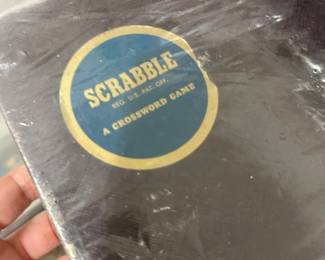 SCRABBLE
REG. U.S. PAT. OFF.
A CROSSWORD GAME